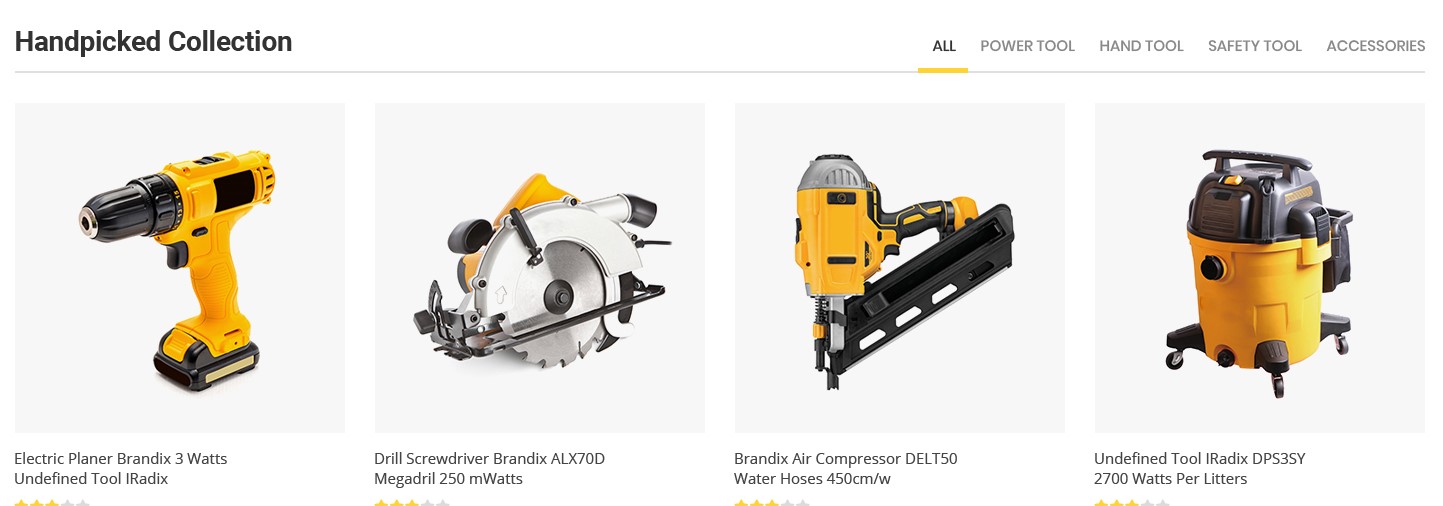 Handpicked Collection
ALL POWER TOOL HAND TOOL SAFETY TOOL ACCESSORIES
Electric Planer Brandix 3 Watts
Undefined Tool IRadix
Drill Screwdriver Brandix ALX70D
Megadril 250 mWatts
Brandix Air Compressor DELT50
Water Hoses 450cm/w
Undefined Tool IRadix DPS3SY
2700 Watts Per Litters